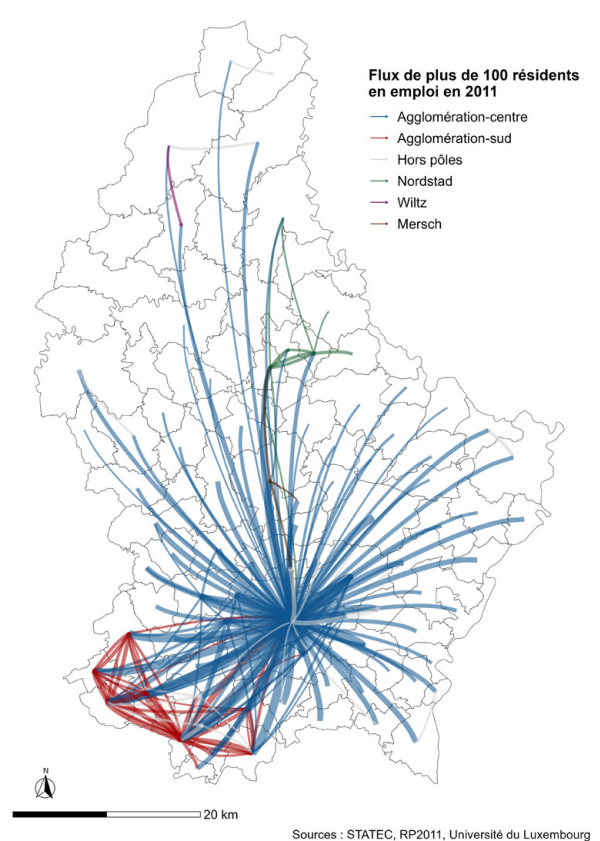 Flux de plus de 100 résidents
en emploi en 2011
Agglomération-centre
Agglomération-sud
Hors pôles
Nordstad
Wiltz
Mersch
N
20 km
Sources : STATEC, RP2011, Université du Luxembourg